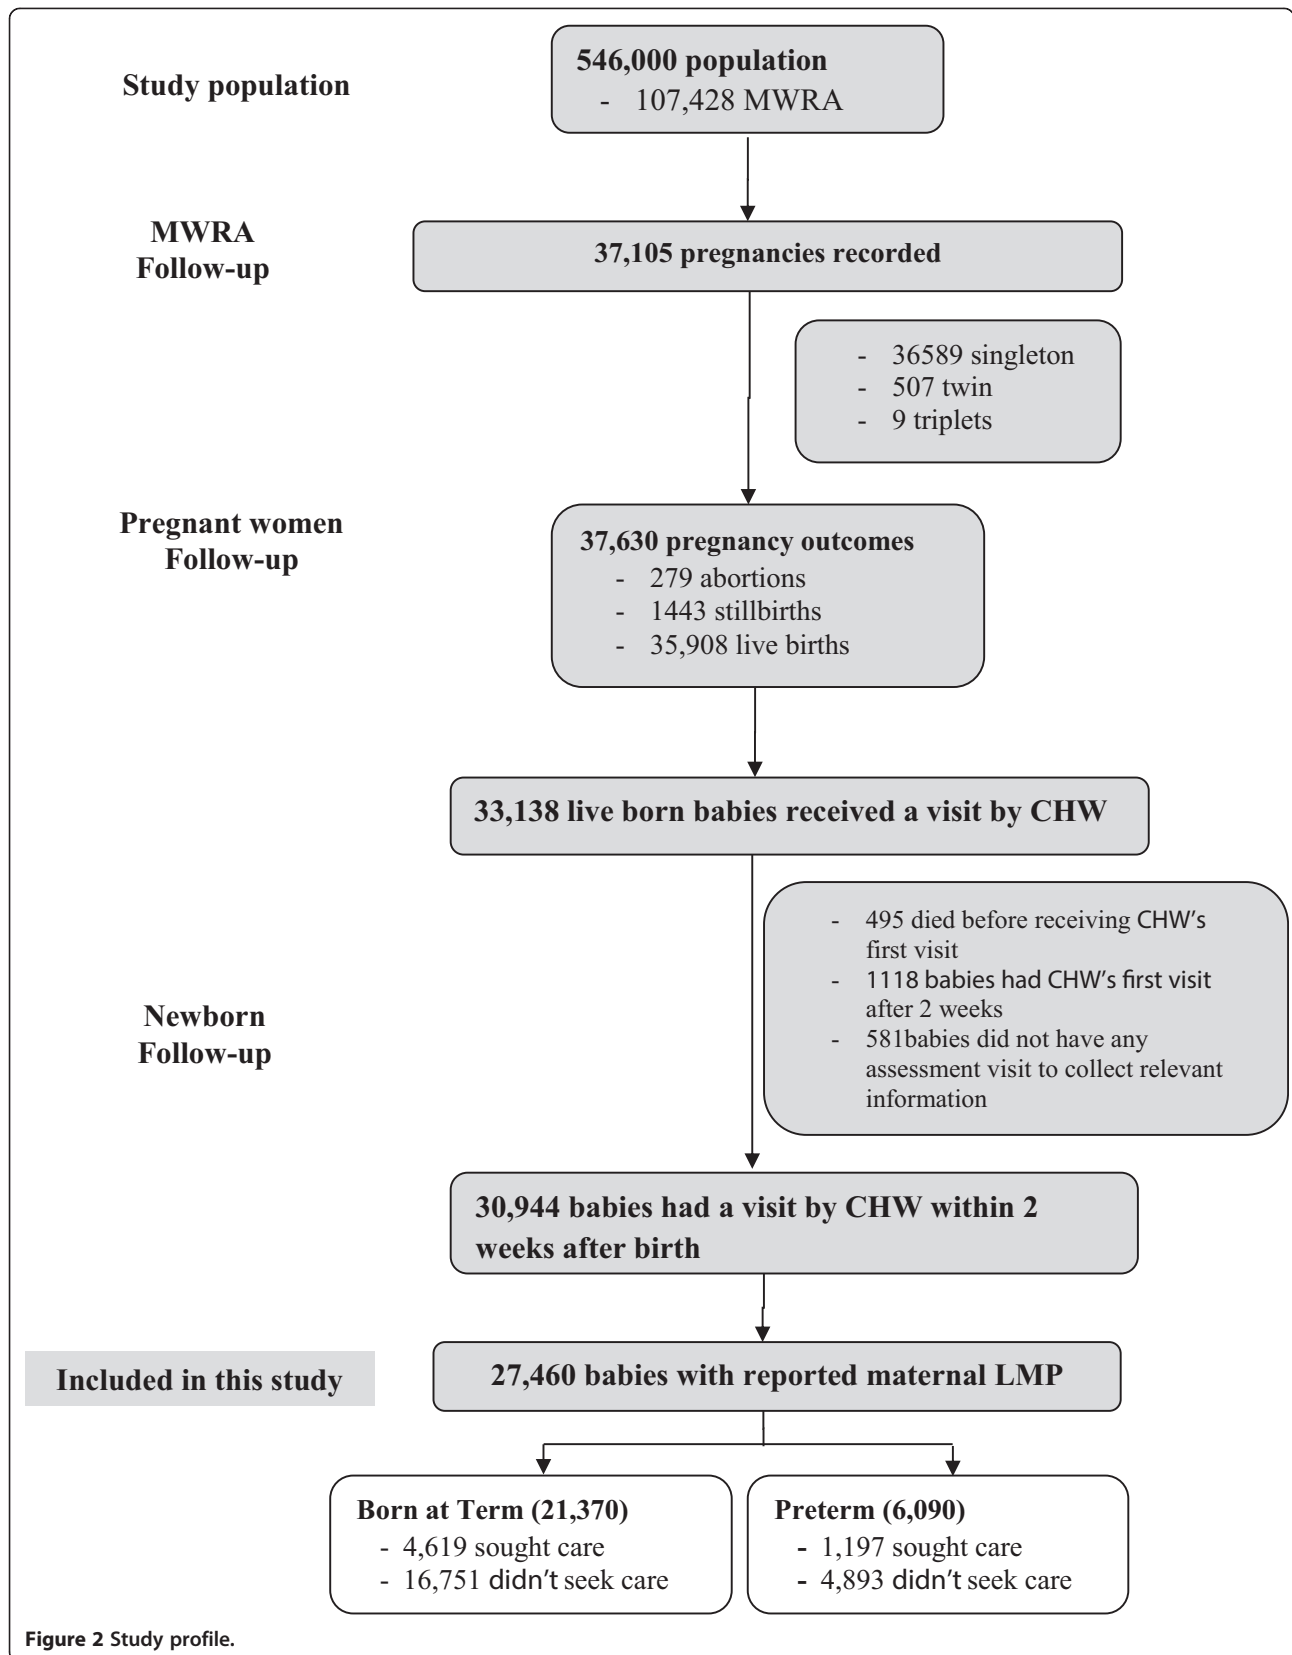 Study population
546,000 population
- 107,428 MWRA
MWRA
Follow-up
37,105 pregnancies recorded
- 36589 singleton
- 507 twin
- 9 triplets
Pregnant women
Follow-up
37,630 pregnancy outcomes
- 279 abortions
- 1443 stillbirths
- 35,908 live births
33,138 live born babies received a visit by CHW
- 495 died before receiving CHW's
first visit
- 1118 babies had CHW's first visit
after 2 weeks
- 581babies did not have any
assessment visit to collect relevant
information
Newborn
Follow-up
30,944 babies had a visit by CHW within 2
weeks after birth
Included in this study
27,460 babies with reported maternal LMP
Born at Term (21,370)
- 4,619 sought care
- 16,751 didn't seek care
Preterm (6,090)
- 1,197 sought care
- 4,893 didn't seek care
Figure 2 Study profile.